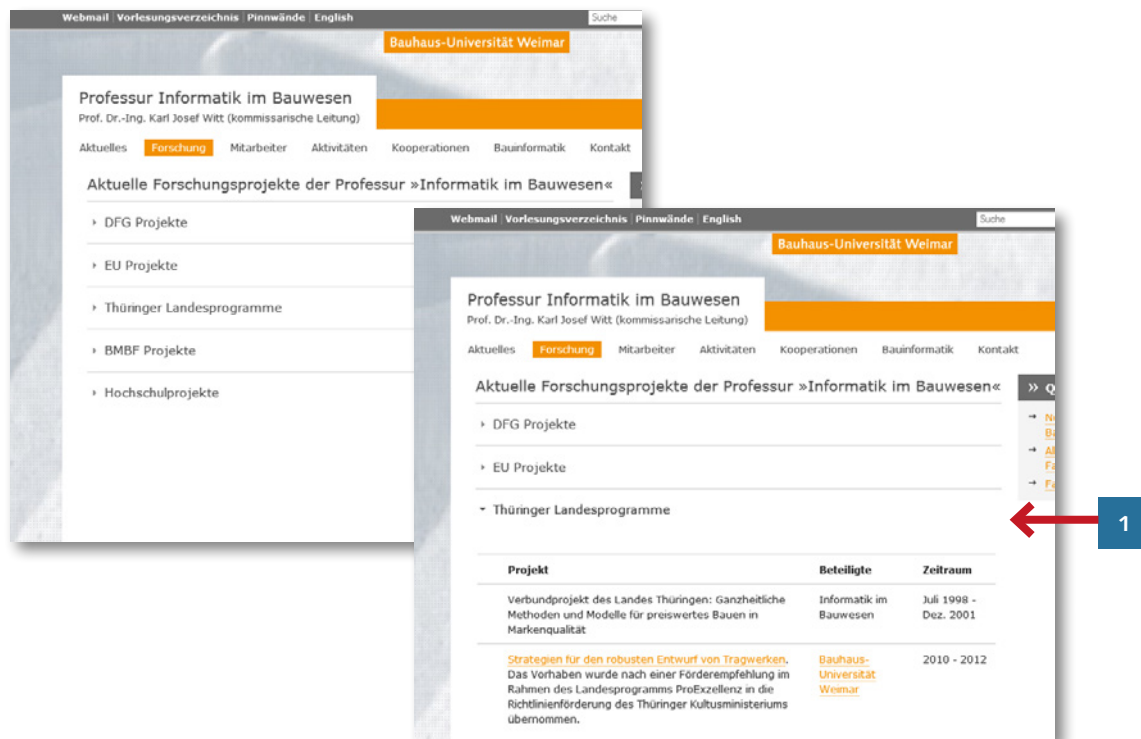 Webmail Vorlesungsverzeichnis Pinnwände English Suche
Bauhaus-Universität Weimar
Professur Informatik im Bauwesen
Prof. Dr.-Ing. Karl Josef Witt (kommissarische Leitung)
Aktuelles Forschung Mitarbeiter Aktivitäten Kooperationen Bauinformatik Kontakt
Aktuelle Forschungsprojekte der Professur »Informatik im Bauwesen«
DFG Projekte
EU Projekte
Thüringer Landesprogramme
BMBF Projekte
Hochschulprojekte
Webmail Vorlesungsverzeichnis Pinnwände English Suche
Bauhaus-Universität Weimar
Professur Informatik im Bauwesen
Prof. Dr.-Ing. Karl Josef Witt (kommissarische Leitung)
Aktuelles Forschung Mitarbeiter Aktivitäten Kooperationen Bauinformatik Kontakt
Aktuelle Forschungsprojekte der Professur »Informatik im Bauwesen«
DFG Projekte
EU Projekte
Thüringer Landesprogramme
1
Projekt Beteiligte Zeitraum
Verbundprojekt des Landes Thüringen: Ganzheitliche Informatik im Juli 1998 -
Methoden und Modelle für preiswertes Bauen in Bauwesen Dez. 2001
Markenqualität
Strategien für den robusten Entwurf von Tragwerken. Bauhaus- 2010 - 2012
Das Vorhaben wurde nach einer Förderempfehlung im Universität
Rahmen des Landesprogramms ProExzellenz in die Weimar
Richtlinienförderung des Thüringer Kultusministeriums
übernommen.